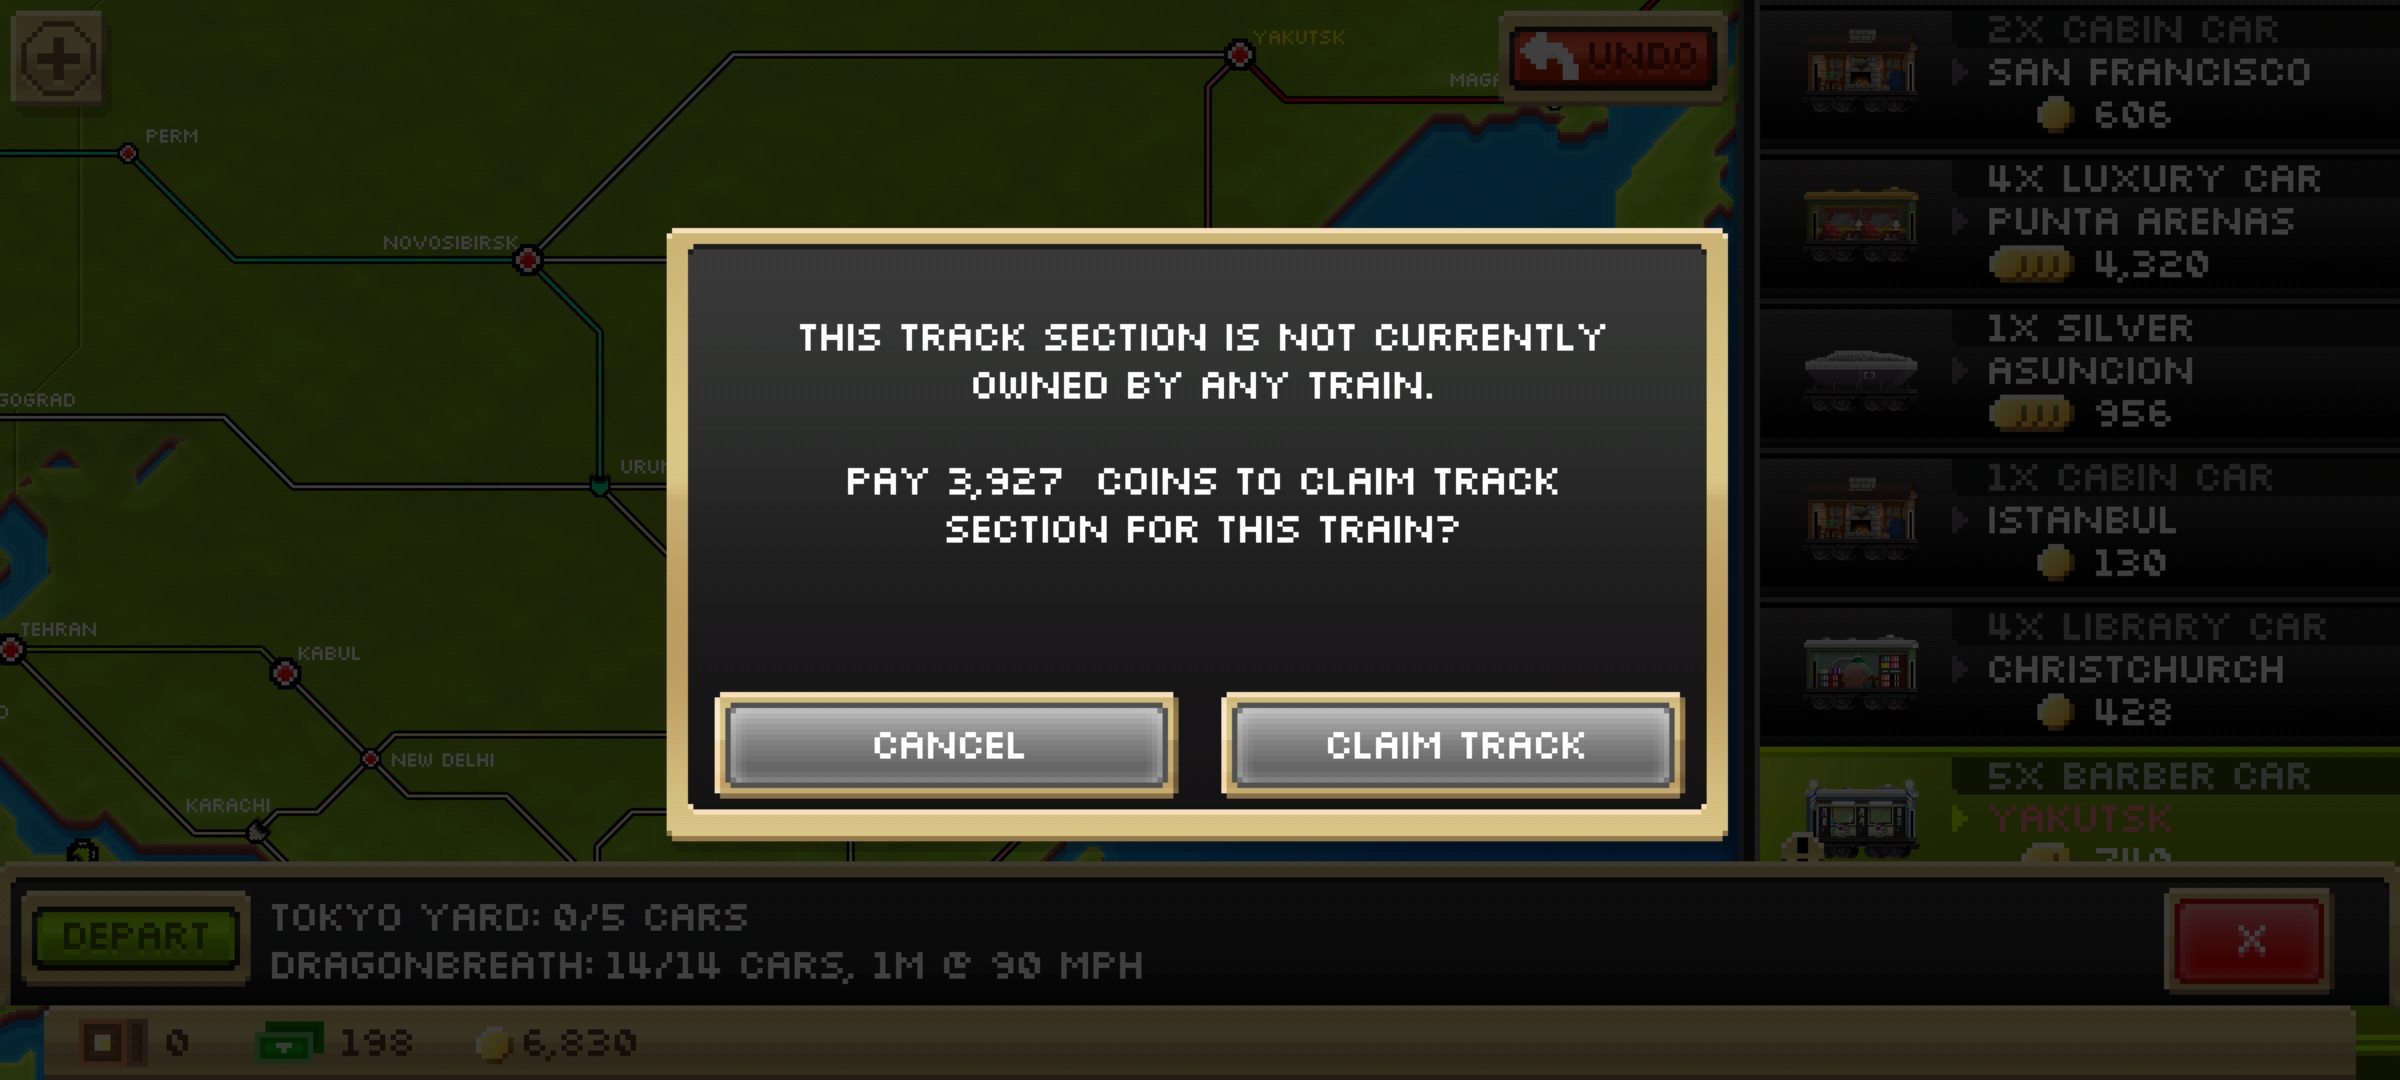 YAKUTSK
UNDO
MAGA
PERM
NOVOSIBIRSK
GOGRAD
URUM
TEHRAN
KABUL
NEW DELHI
KARACHI
2X CABIN CAR
SAN FRANCISCO
606
4X LUXURY CAR
PUNTA ARENAS
4,320
1X SILVER
ASUNCION
956
1X CABIN CAR
ISTANBUL
130
4X LIBRARY CAR
CHRISTCHURCH
428
5X BARBER CAR
YAKUTSK
THIS TRACK SECTION IS NOT CURRENTLY
OWNED BY ANY TRAIN.
PAY 3,927 COINS TO CLAIM TRACK
SECTION FOR THIS TRAIN?
CANCEL
CLAIM TRACK
DEPART
TOKYO YARD: 0/5 CARS
DRAGONBREATH: 14/14 CARS, 1M @ 90 MPH
X
0
198
6,830